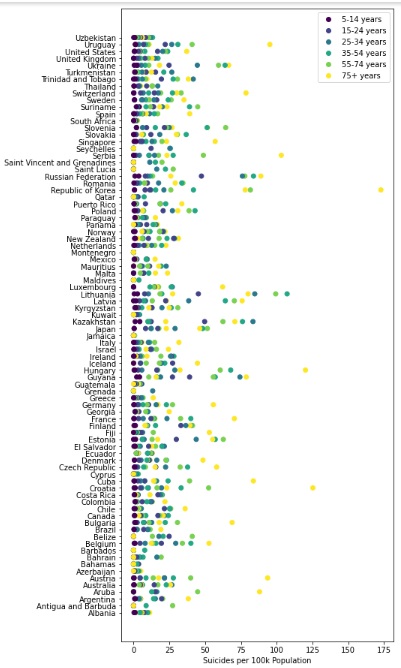 5-14 years
15-24 years
25-34 years
35-54 years
55-74 years
75+ years
Uzbekistan
Uruguay
United States
United Kingdom
Ukraine
Turkmenistan
Trinidad and Tobago
Thailand
Switzerland
Sweden
Suriname
Spain
South Africa
Slovenia
Slovakia
Singapore
Seychelles
Serbia
Saint Vincent and Grenadines
Saint Lucia
Russian Federation
Romania
Republic of Korea
Qatar
Puerto Rico
Poland
Paraguay
Panama
Norway
New Zealand
Netherlands
Montenegro
Mexico
Mauritius
Malta
Maldives
Luxembourg
Lithuania
Latvia
Kyrgyzstan
Kuwait
Kazakhstan
Japan
Jamaica
Italy
Israel
Ireland
Iceland
Hungary
Guyana
Guatemala
Grenada
Greece
Germany
Georgia
France
Finland
Fiji
Estonia
El Salvador
Ecuador
Denmark
Czech Republic
Cyprus
Cuba
Croatia
Costa Rica
Colombia
Chile
Canada
Bulgaria
Brazil
Belize
Belgium
Barbados
Bahrain
Bahamas
Azerbaijan
Austria
Australia
Aruba
Argentina
Antigua and Barbuda
Albania
0 25 50 75 100 125 150 175
Suicides per 100k Population